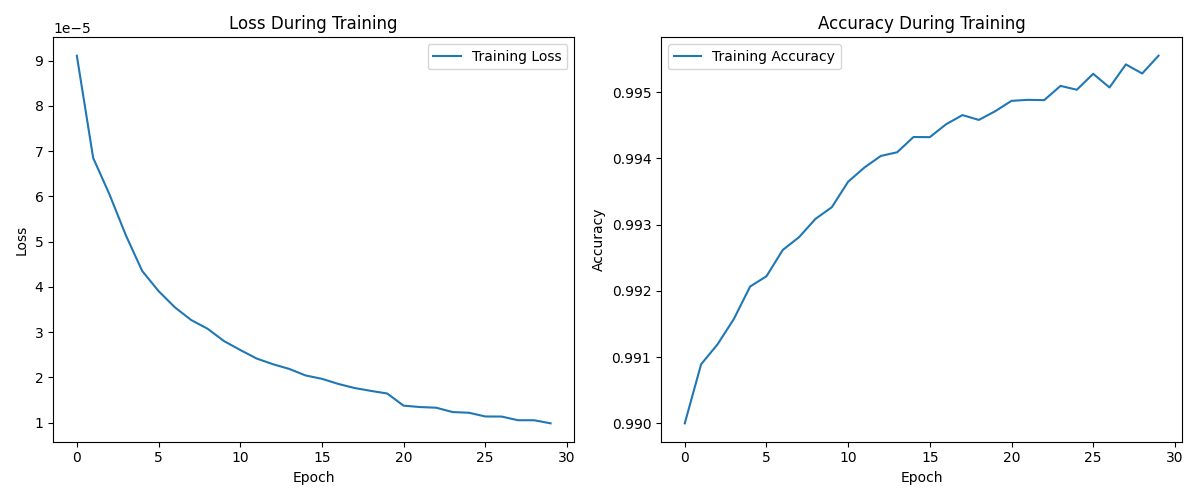 Loss During Training
1e−5
Training Loss
9
8
7
6
5
4
3
2
1
Loss
0 5 10 15 20 25 30
Epoch
Accuracy During Training
Training Accuracy
0.995
0.994
0.993
0.992
0.991
0.990
Accuracy
0 5 10 15 20 25 30
Epoch